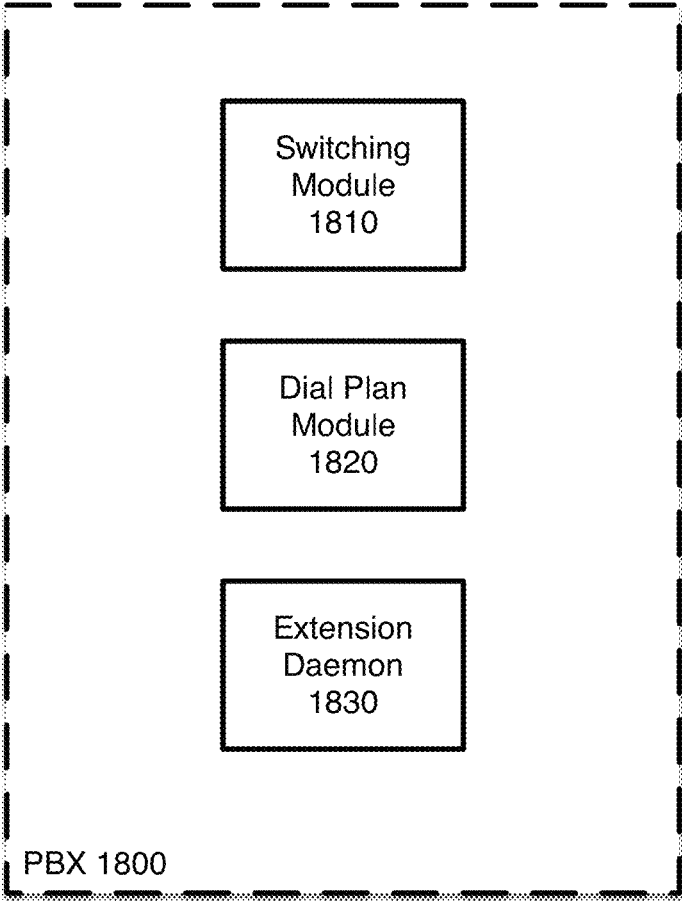 Switching
Module
1810
Dial Plan
Module
1820
Extension
Daemon
1830
PBX 1800